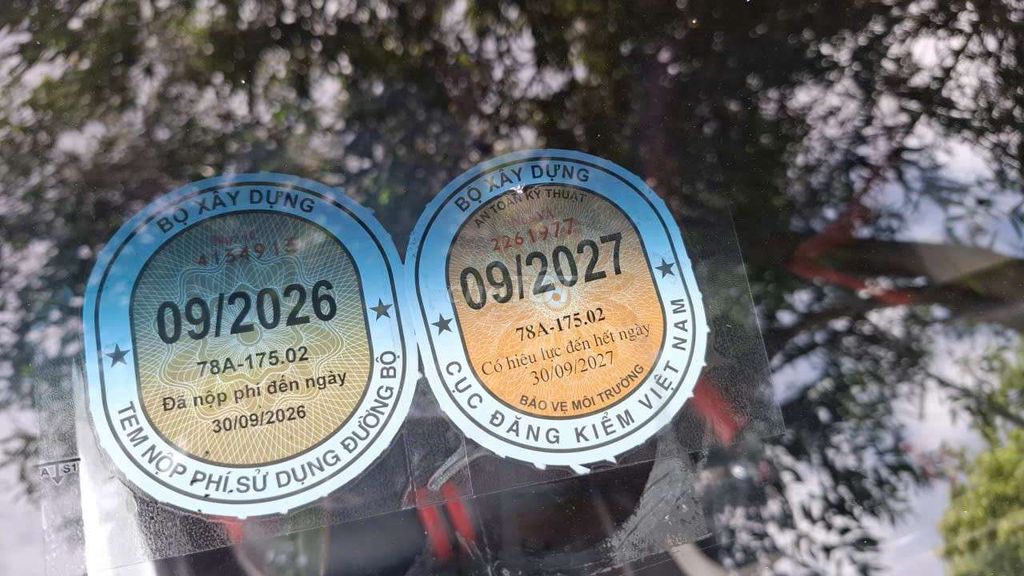 BỘ XÂY DỰNG
09/2026
78A-175.02
Đã nộp phí đến ngày
30/09/2026
TEM NỘP PHÍ SỬ DỤNG ĐƯỜNG BỘ
BỘ XÂY DỰNG
AN TOÀN KỸ THUẬT
2261977
09/2027
78A-175.02
Có hiệu lực đến hết ngày
30/09/2027
BẢO VỆ MÔI TRƯỜNG
CỤC ĐĂNG KIỂM VIỆT NAM